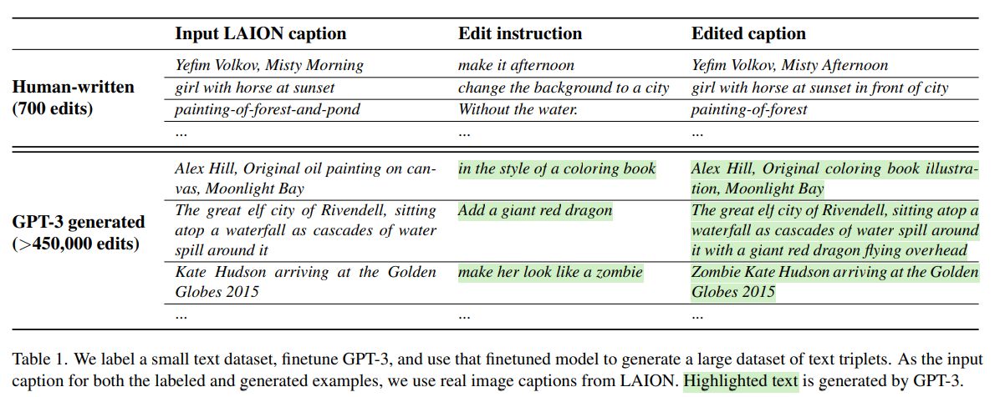 Input LAION caption Edit instruction Edited caption
Human-written
(700 edits)
Yefim Volkov, Misty Morning make it afternoon Yefim Volkov, Misty Afternoon
girl with horse at sunset change the background to a city girl with horse at sunset in front of city
painting-of-forest-and-pond Without the water. painting-of-forest
... ... ...
GPT-3 generated
(>450,000 edits)
Alex Hill, Original oil painting on can-
vas, Moonlight Bay
in the style of a coloring book
Alex Hill, Original coloring book illustra-
tion, Moonlight Bay
The great elf city of Rivendell, sitting
atop a waterfall as cascades of water
spill around it
Add a giant red dragon
The great elf city of Rivendell, sitting atop a
waterfall as cascades of water spill around
it with a giant red dragon flying overhead
Kate Hudson arriving at the Golden
Globes 2015
make her look like a zombie
Zombie Kate Hudson arriving at the Golden
Globes 2015
... ... ...
Table 1. We label a small text dataset, finetune GPT-3, and use that finetuned model to generate a large dataset of text triplets. As the input
caption for both the labeled and generated examples, we use real image captions from LAION. Highlighted text is generated by GPT-3.